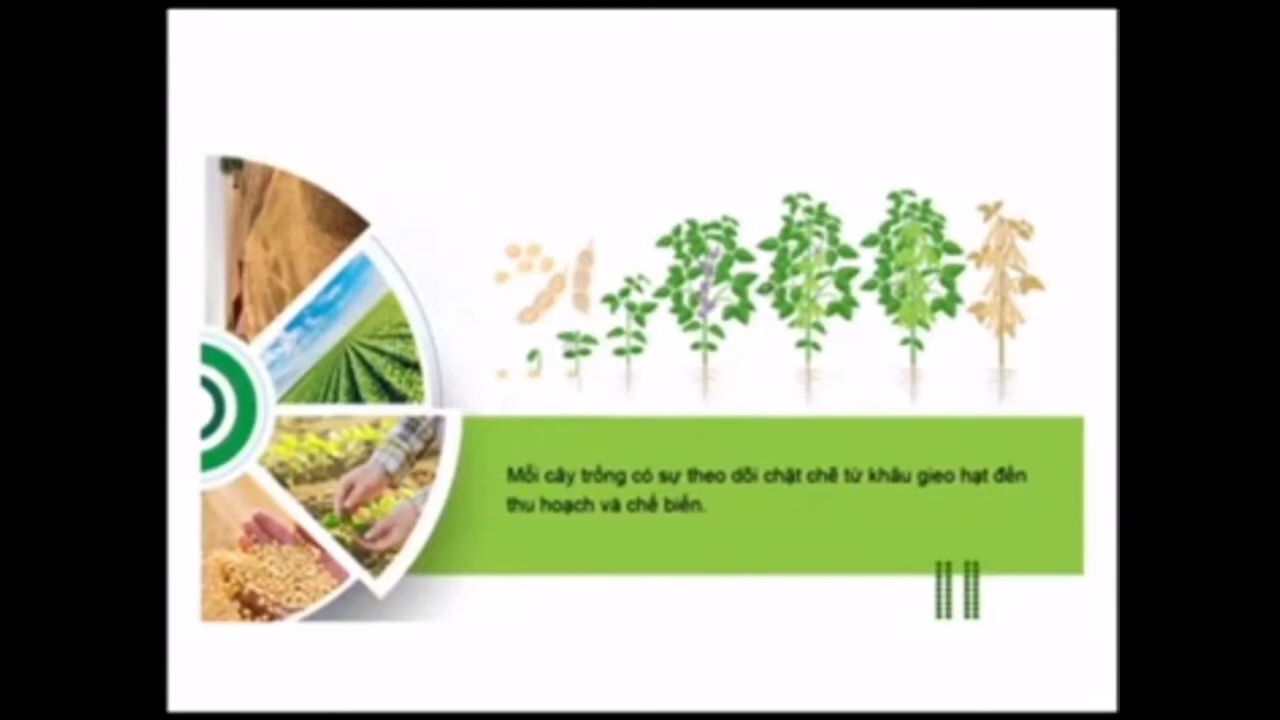 Mỗi cây trồng có sự theo dõi chặt chẽ từ khâu gieo hạt đến
thu hoạch và chế biến.